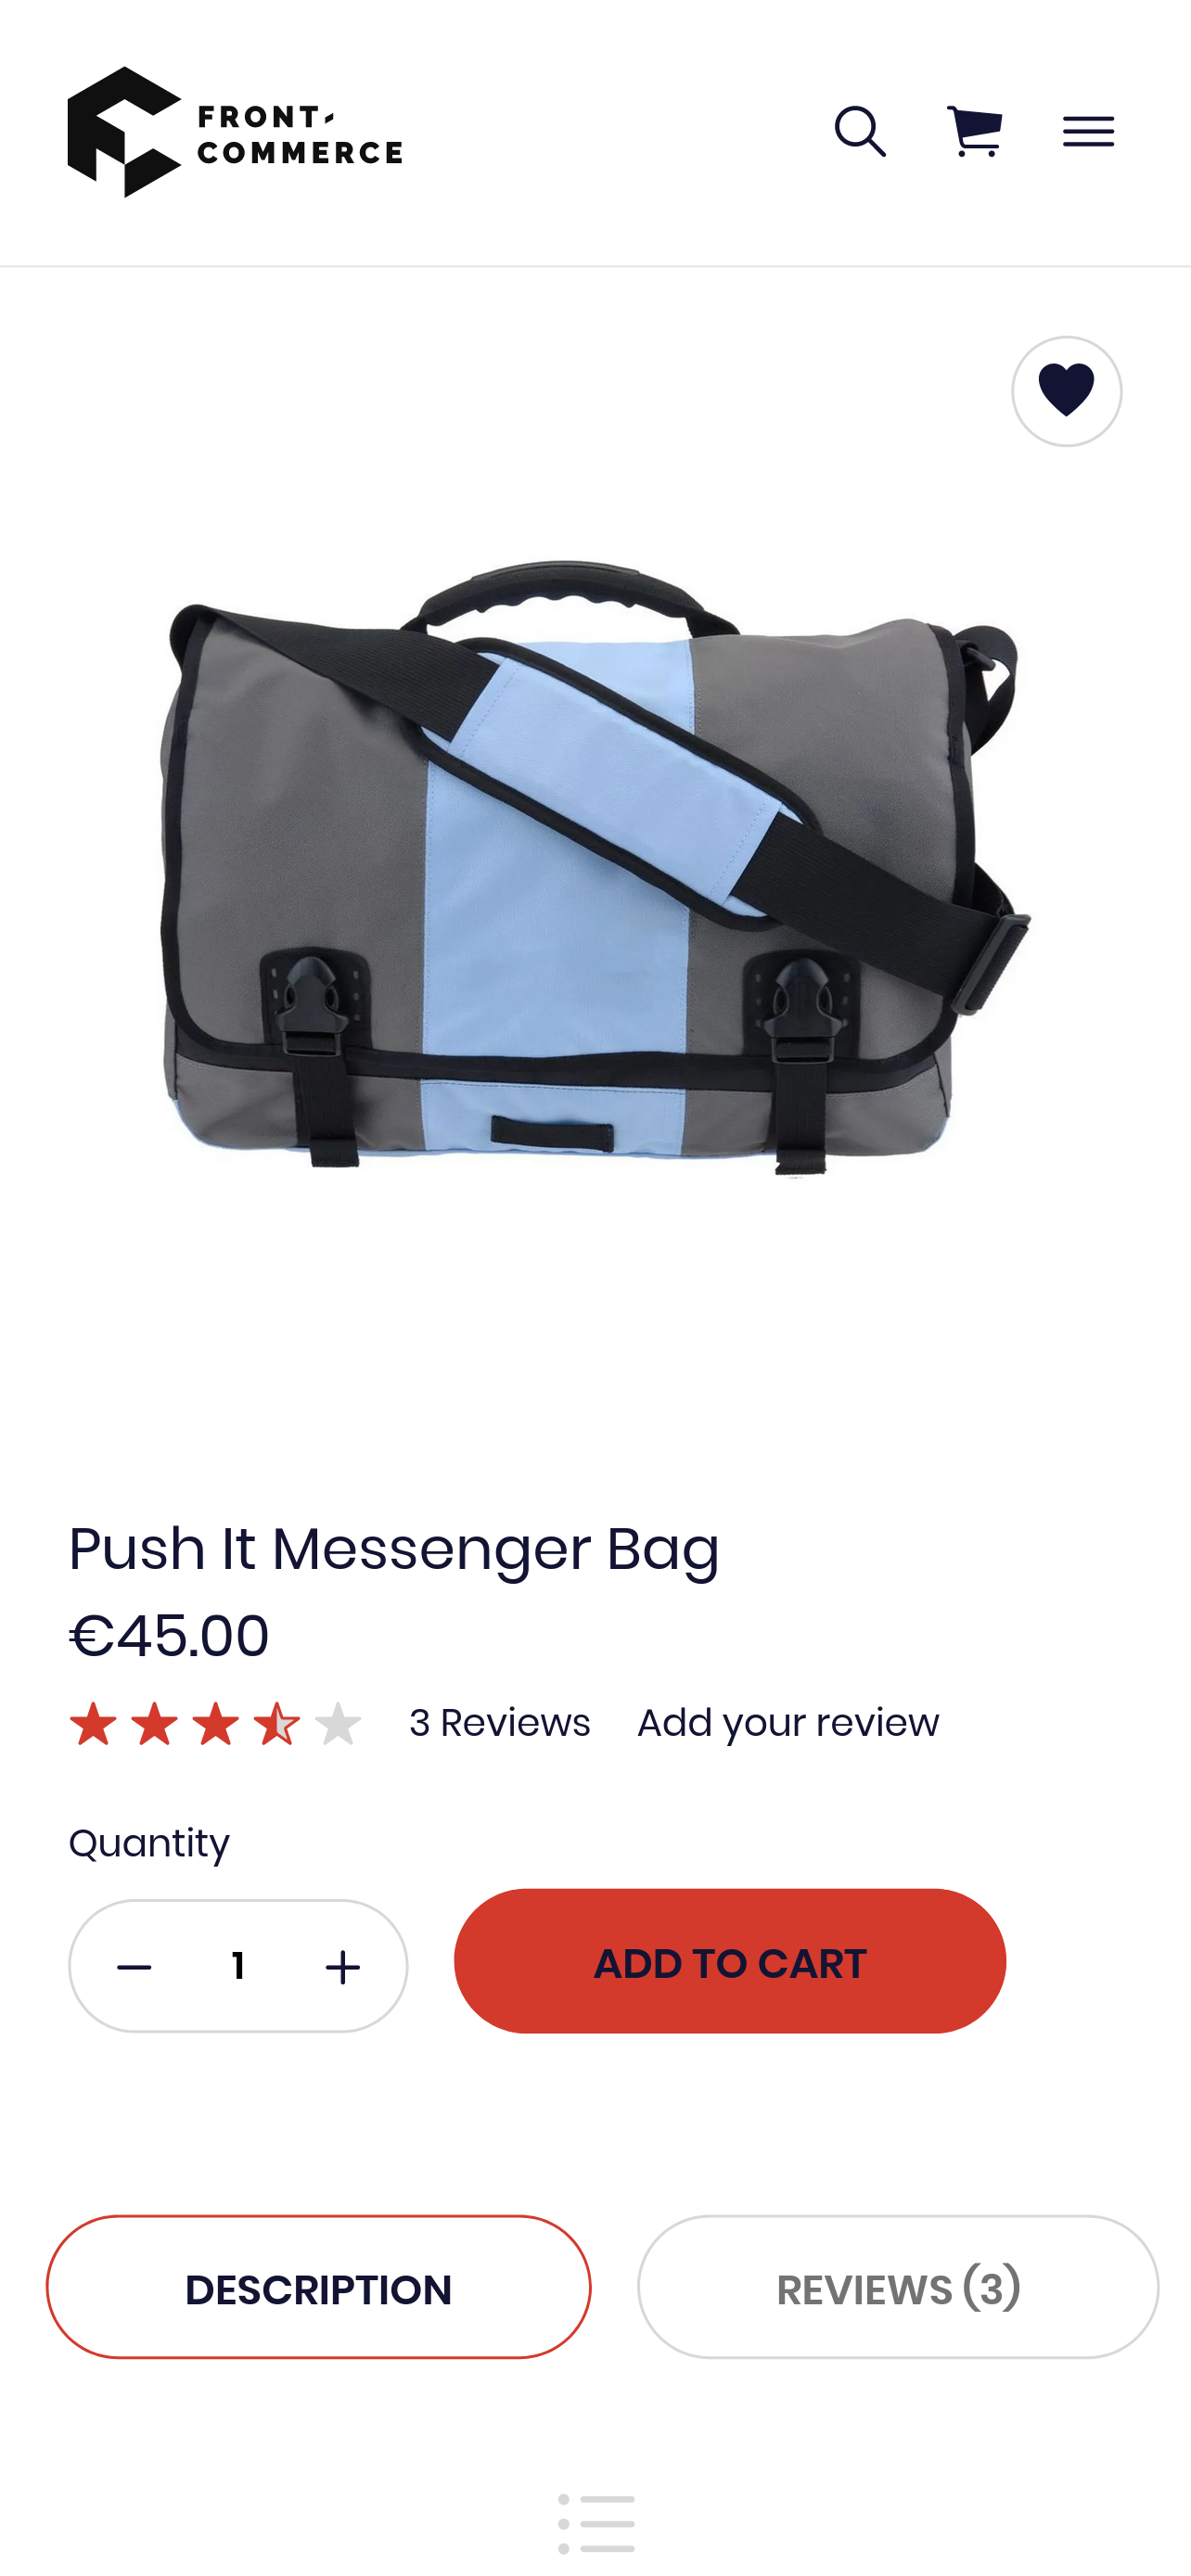 FRONT-
COMMERCE
Push It Messenger Bag
€45.00
3 Reviews Add your review
Quantity
1
ADD TO CART
DESCRIPTION REVIEWS (3)